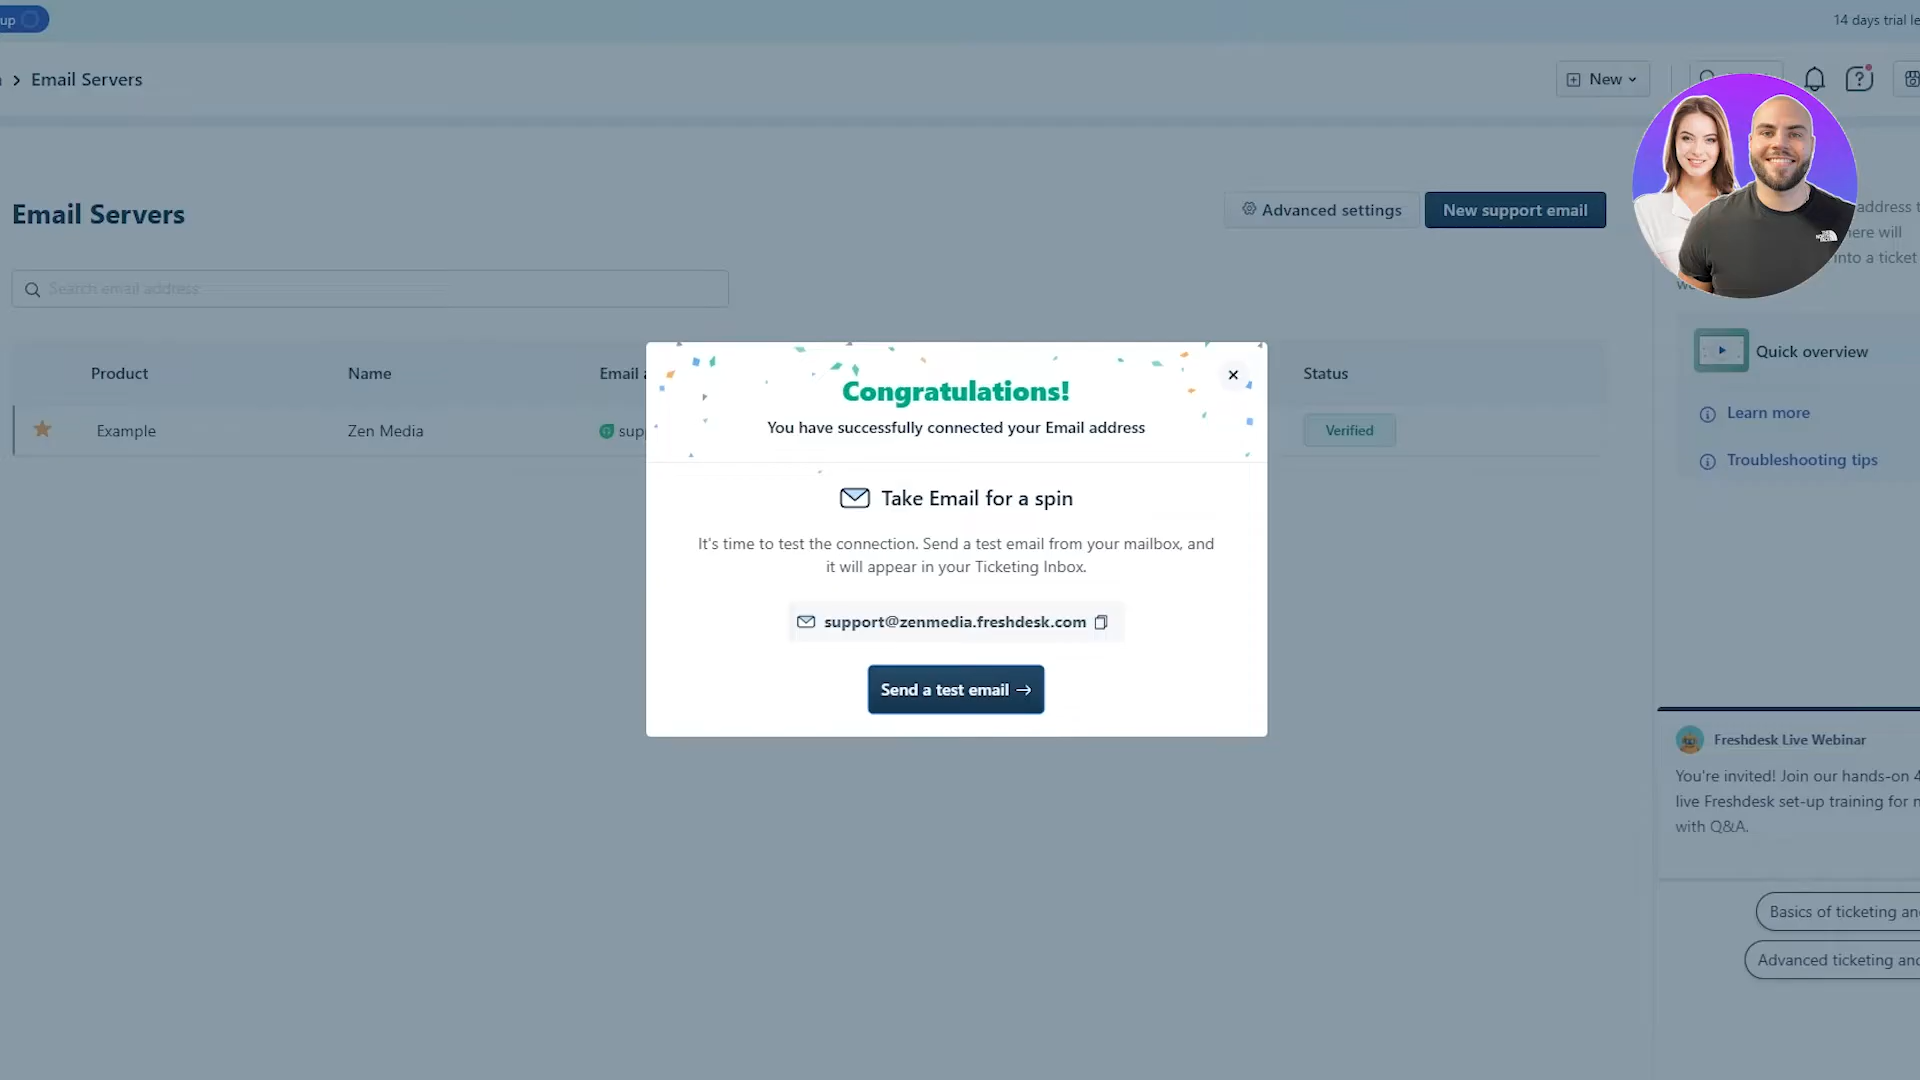 up
14 days trial le
Email Servers
New
Email Servers
Advanced settings
New support email
address t
here will
into a ticket
Search email address
Quick overview
Product
Name
Email
Status
Congratulations!
Learn more
You have successfully connected your Email address
Example
Zen Media
sup
Verified
Troubleshooting tips
Take Email for a spin
It's time to test the connection. Send a test email from your mailbox, and
it will appear in your Ticketing Inbox.
support@zenmedia.freshdesk.com
Send a test email →
Freshdesk Live Webinar
You're invited! Join our hands-on 4
live Freshdesk set-up training for
with Q&A.
Basics of ticketing an
Advanced ticketing and